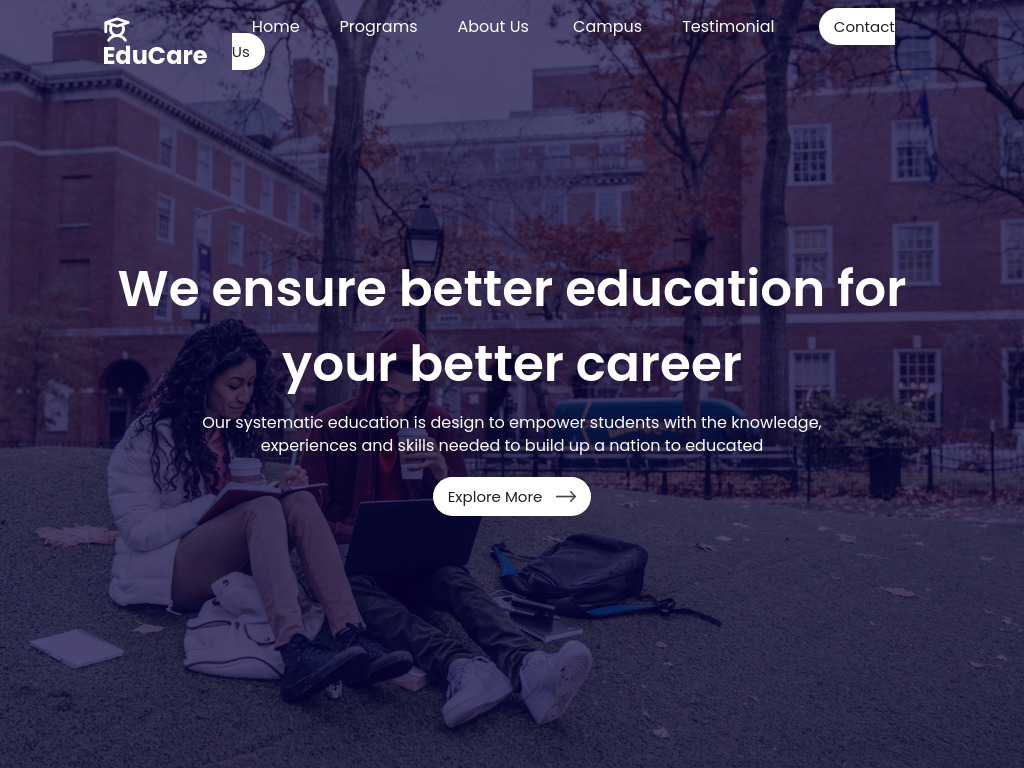 Home Programs About Us Campus Testimonial Contact
Us
EduCare
We ensure better education for
your better career
Our systematic education is design to empower students with the knowledge,
experiences and skills needed to build up a nation to educated
Explore More